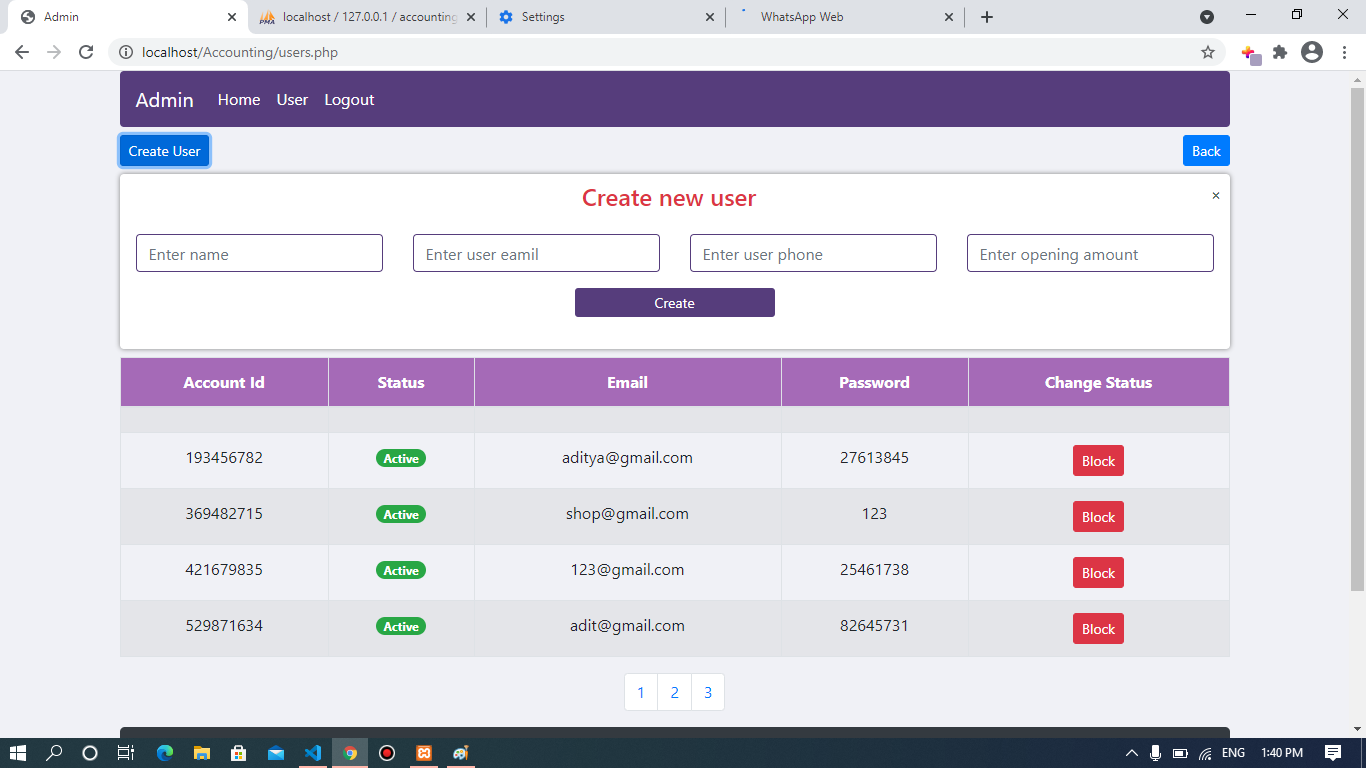 Admin
localhost / 127.0.0.1 / accounting
Settings
WhatsApp Web
localhost/Accounting/users.php
Admin Home User Logout
Create User Back
Create new user ×
Enter name Enter user eamil Enter user phone Enter opening amount
Create
Account Id Status Email Password Change Status
193456782 Active aditya@gmail.com 27613845 Block
369482715 Active shop@gmail.com 123 Block
421679835 Active 123@gmail.com 25461738 Block
529871634 Active adit@gmail.com 82645731 Block
1 2 3
ENG 1:40 PM